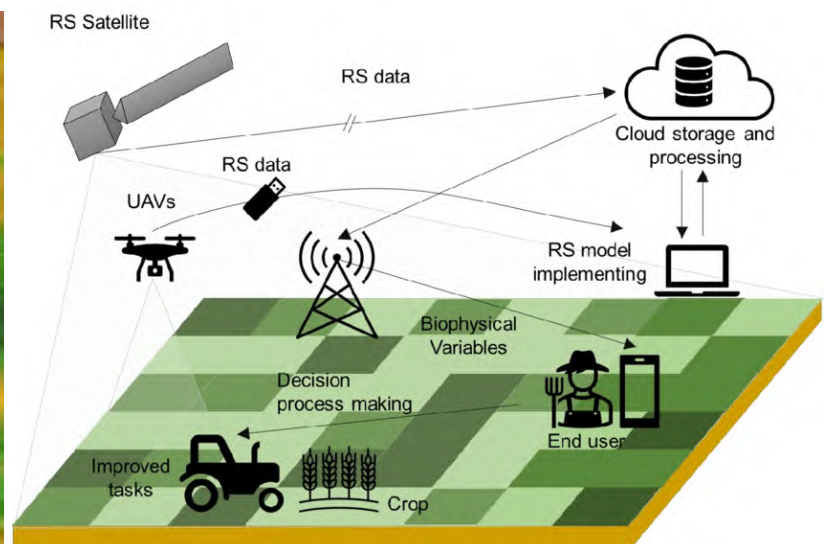 RS Satellite
RS data
Cloud storage and
processing
RS data
UAVs
RS model
implementing
Biophysical
Variables
Decision
process making
End user
Improved
tasks
Crop